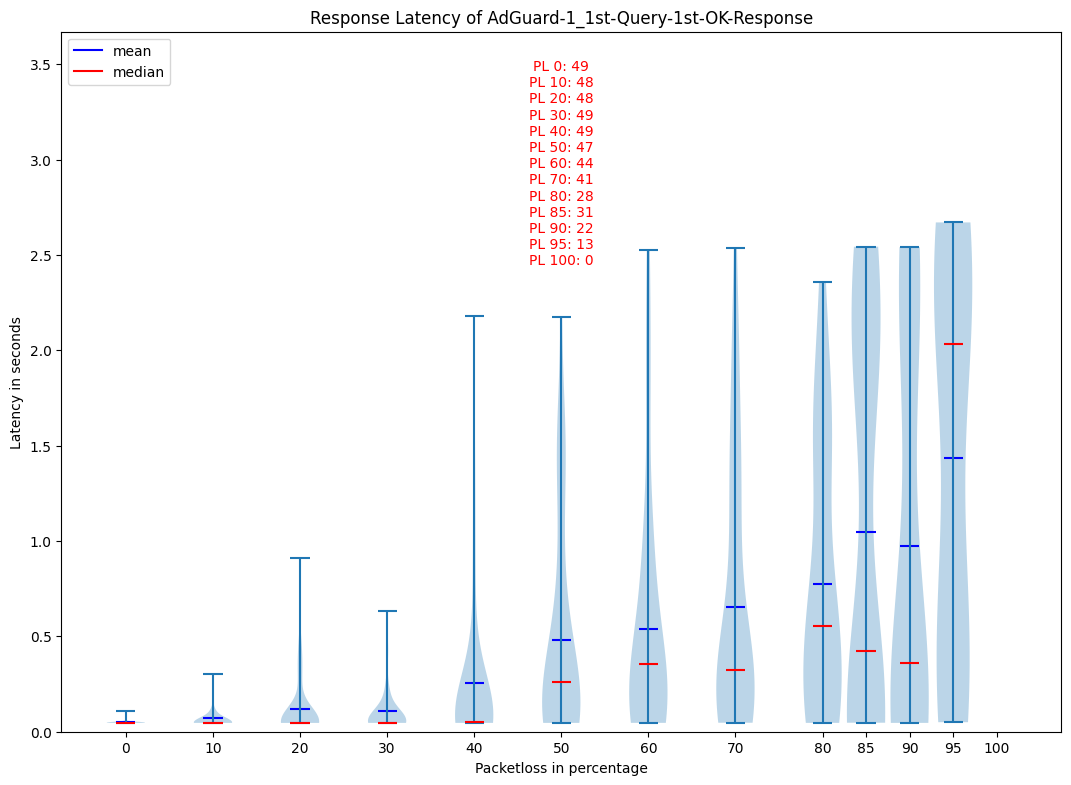 Response Latency of AdGuard-1_1st-Query-1st-OK-Response
mean
median
PL 0: 49
PL 10: 48
PL 20: 48
PL 30: 49
PL 40: 49
PL 50: 47
PL 60: 44
PL 70: 41
PL 80: 28
PL 85: 31
PL 90: 22
PL 95: 13
PL 100: 0
Latency in seconds
3.5
3.0
2.5
2.0
1.5
1.0
0.5
0.0
0 10 20 30 40 50 60 70 80 85 90 95 100
Packetloss in percentage